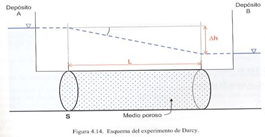 Depósito
A
Depósito
B
Δh
L
S
Medio poroso
Figura 4.14. Esquema del experimento de Darcy.